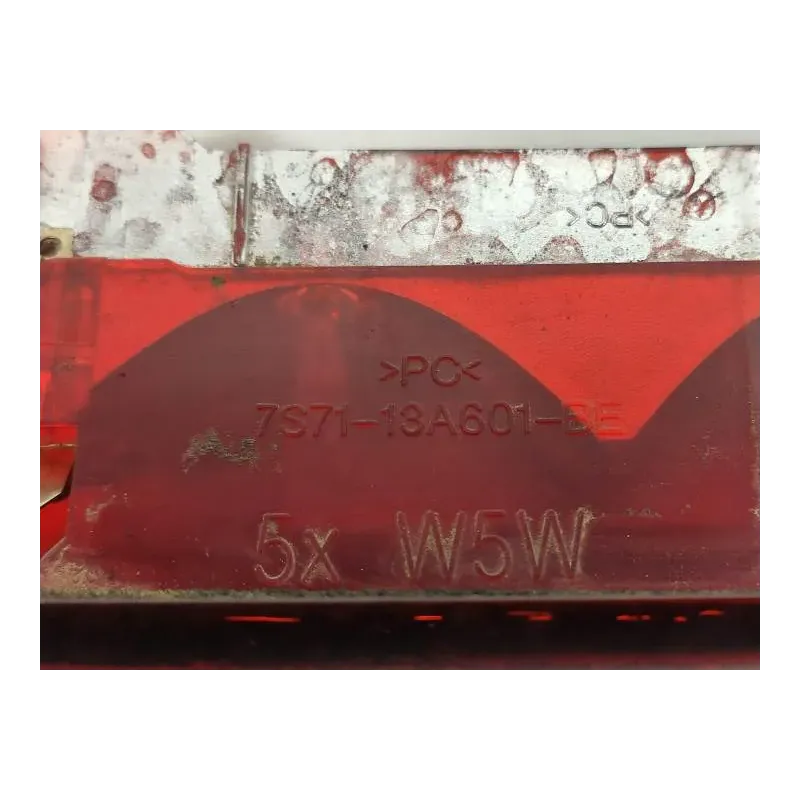 >PC<
>PC<
7S71-13A601-BE
5x W5W